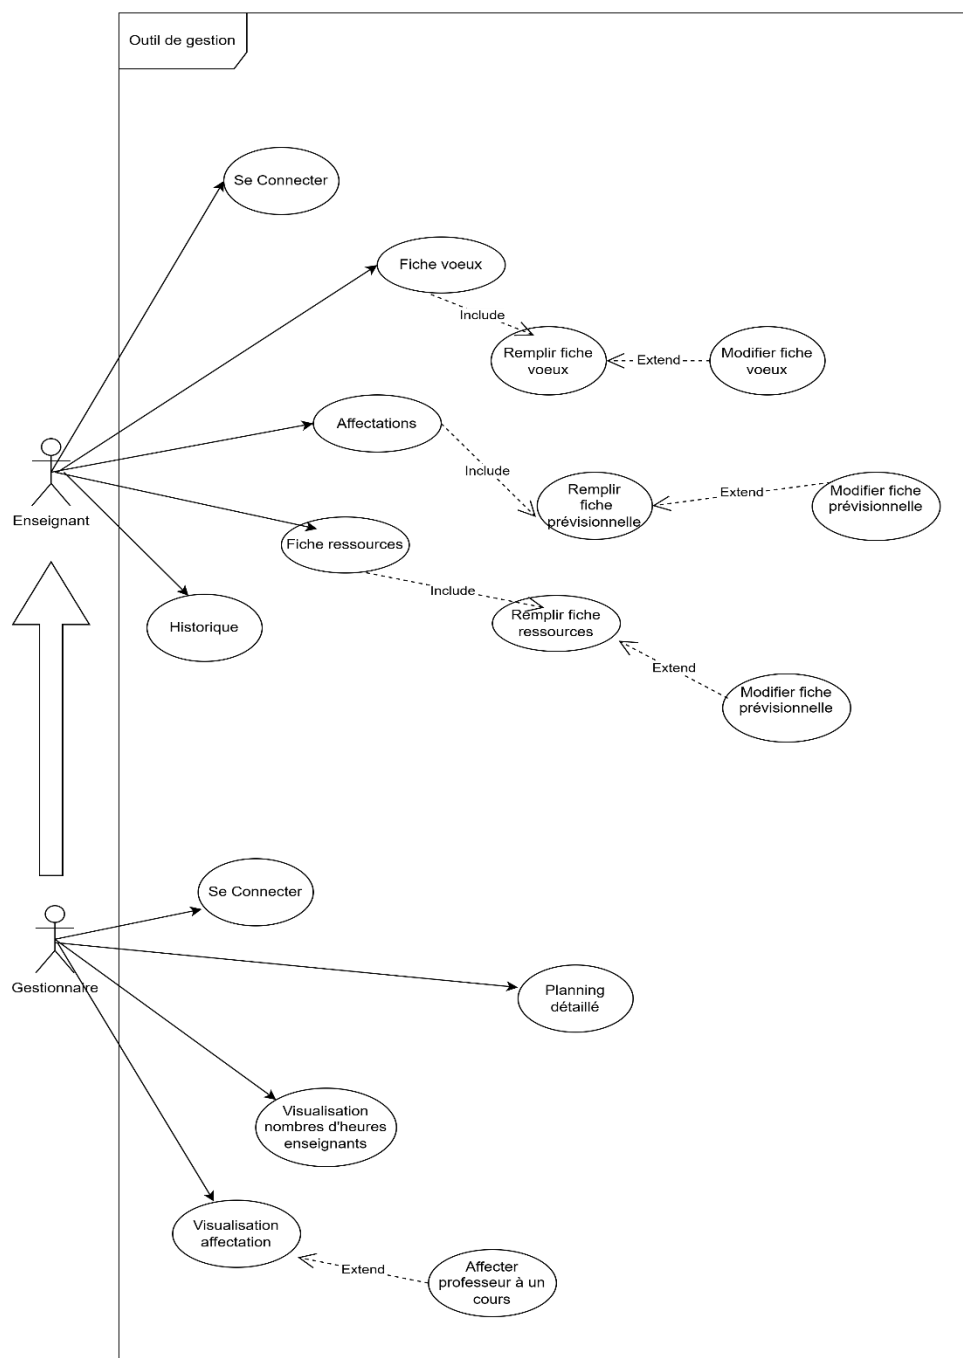 Outil de gestion
Se Connecter
Fiche voeux
Include
Remplir fiche
voeux
Extend
Modifier fiche
voeux
Affectations
Include
Remplir
fiche
prévisionnelle
Extend
Modifier fiche
prévisionnelle
Enseignant
Fiche ressources
Include
Remplir fiche
ressources
Historique
Extend
Modifier fiche
prévisionnelle
Se Connecter
Gestionnaire
Planning
détaillé
Visualisation
nombres d'heures
enseignants
Visualisation
affectation
Extend
Affecter
professeur à un
cours